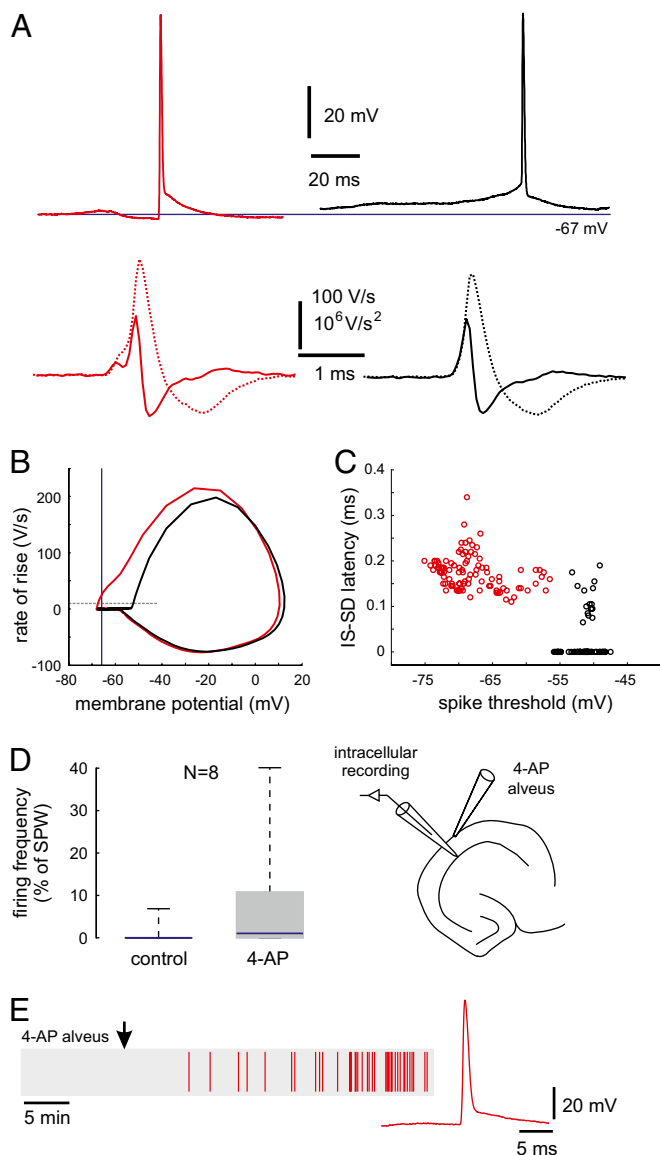 A
20 mV
20 ms
-67 mV
100 V/s
10⁶V/s²
1 ms
B
rate of rise (V/s)
200
100
0
-100
-80
-60
-40
-20
0
20
membrane potential (mV)
C
IS-SD latency (ms)
0.4
0.3
0.2
0.1
0
-75
-65
-55
-45
spike threshold (mV)
D
firing frequency
(% of SPW)
40
30
20
10
0
N=8
control
4-AP
intracellular
recording
4-AP
alveus
E
4-AP alveus
5 min
20 mV
5 ms